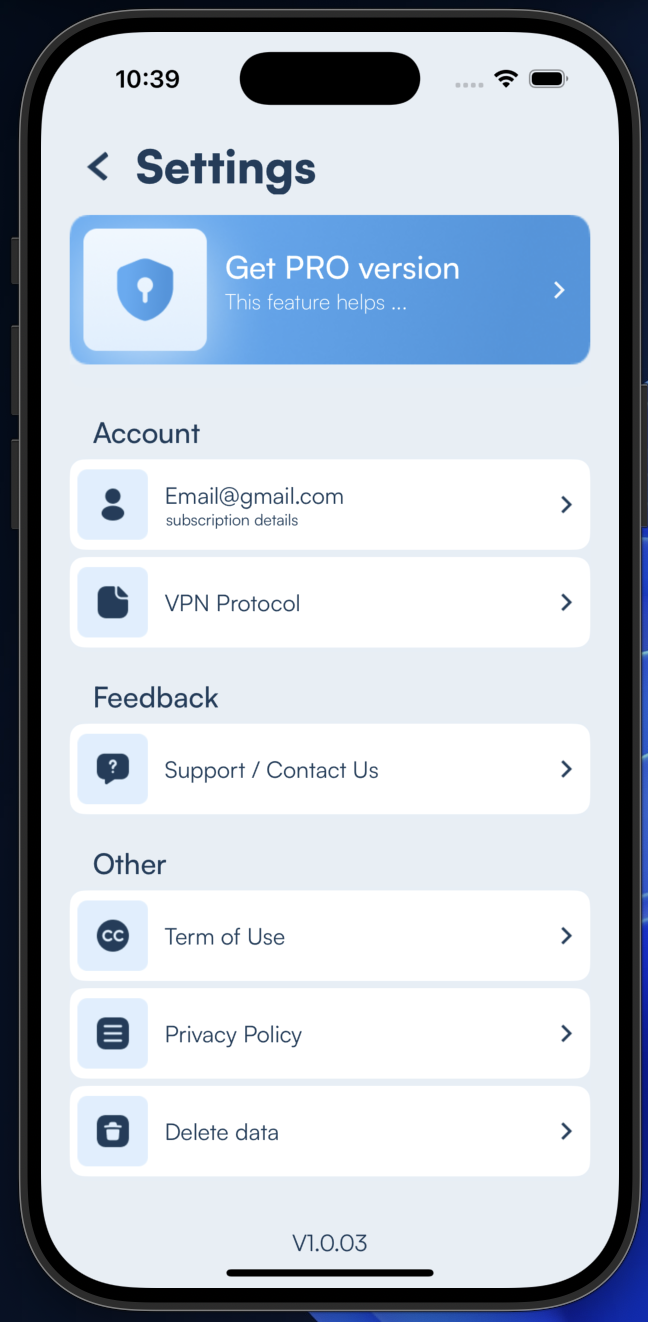 10:39
Settings
Get PRO version
This feature helps ...
Account
Email@gmail.com
subscription details
VPN Protocol
Feedback
?
Support / Contact Us
Other
CC
Term of Use
Privacy Policy
Delete data
V1.0.03